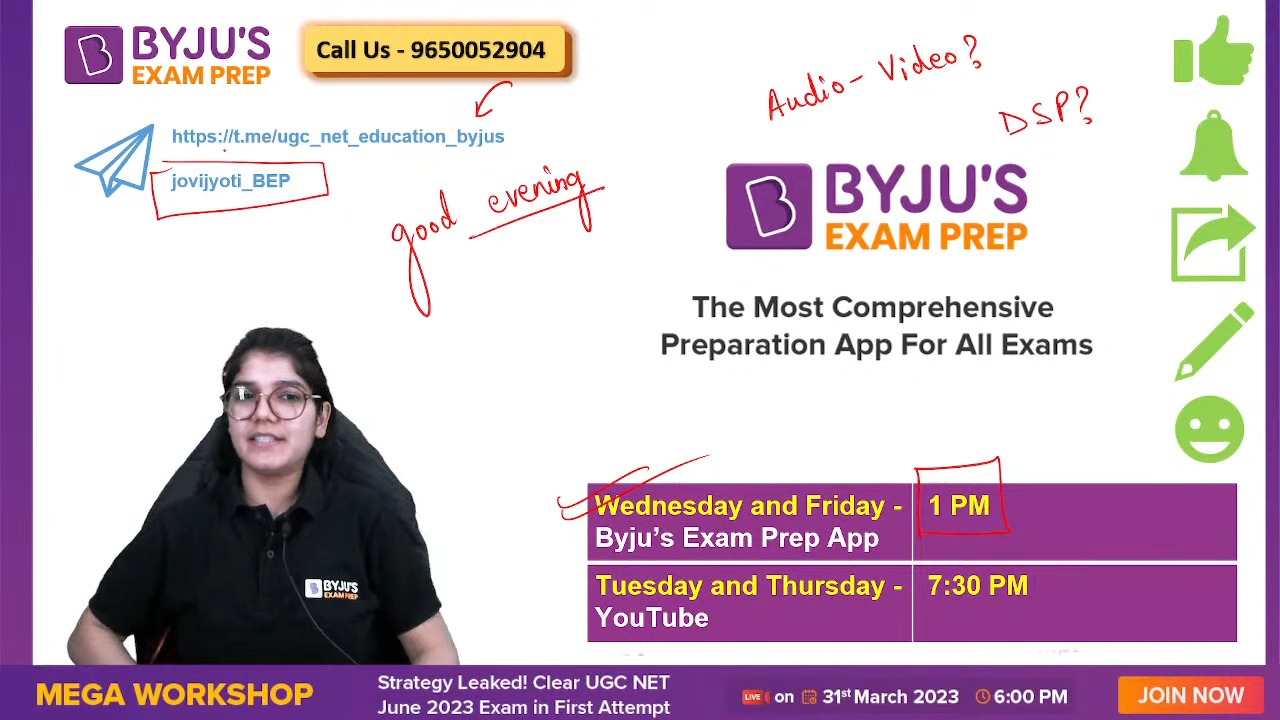 BYJU'S
EXAM PREP
Call Us - 9650052904
Audio - Video?
DSP?
https://t.me/ugc_net_education_byjus
jovijyoti_BEP
good evening
BYJU'S
EXAM PREP
The Most Comprehensive
Preparation App For All Exams
Wednesday and Friday - 1 PM
Byju's Exam Prep App
Tuesday and Thursday - 7:30 PM
YouTube
BYJU'S
EXAM PREP
MEGA WORKSHOP
Strategy Leaked! Clear UGC NET
June 2023 Exam in First Attempt
LIVE on 31st March 2023 6:00 PM
JOIN NOW